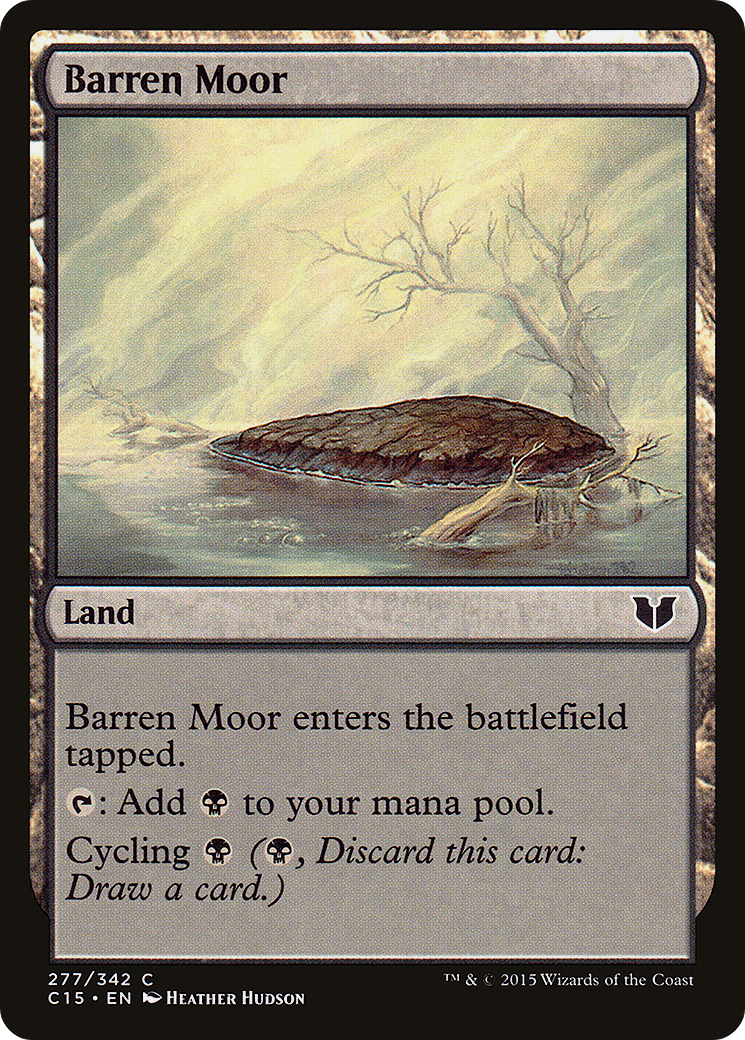 Barren Moor
Land
Barren Moor enters the battlefield
tapped.
: Add to your mana pool.
Cycling (, Discard this card:
Draw a card.)
277/342 C
™ & © 2015 Wizards of the Coast
C15 • EN Heather Hudson